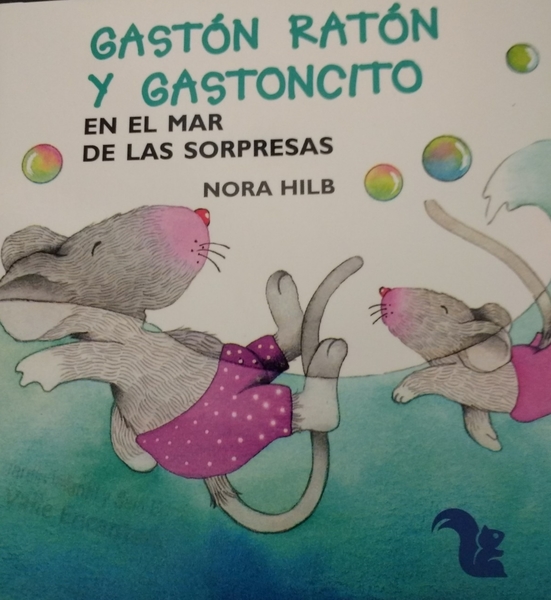 GASTÓN RATÓN
Y GASTONCITO
EN EL MAR
DE LAS SORPRESAS
NORA HILB